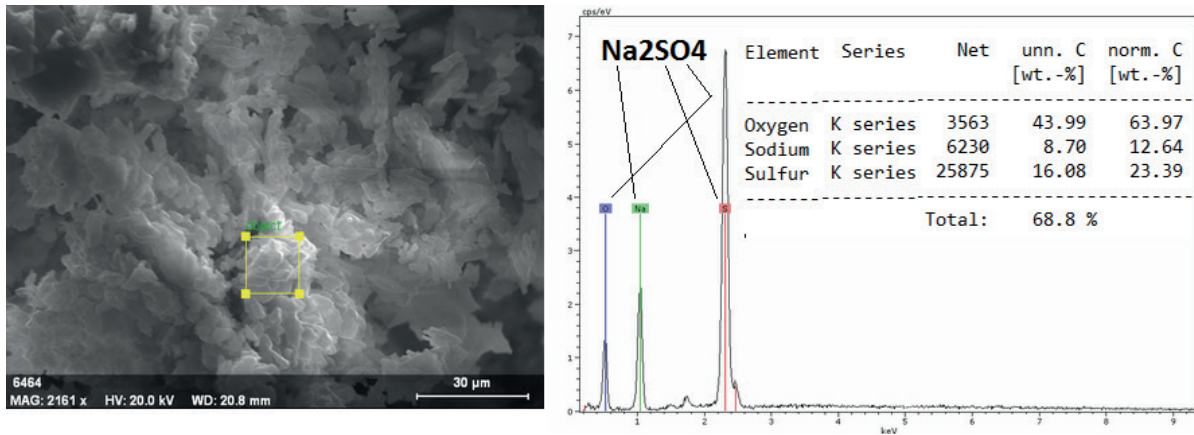 object
6464
MAG: 2161 x HV: 20.0 kV WD: 20.8 mm
30 µm
cps/eV
7
6
5
4
3
2
1
0
Na2SO4
Element Series Net unn. C norm. C
[wt.-%] [wt.-%]
Oxygen K series 3563 43.99 63.97
Sodium K series 6230 8.70 12.64
Sulfur K series 25875 16.08 23.39
Total: 68.8 %
O Na S
1 2 3 4 5 6 7 8 9
keV